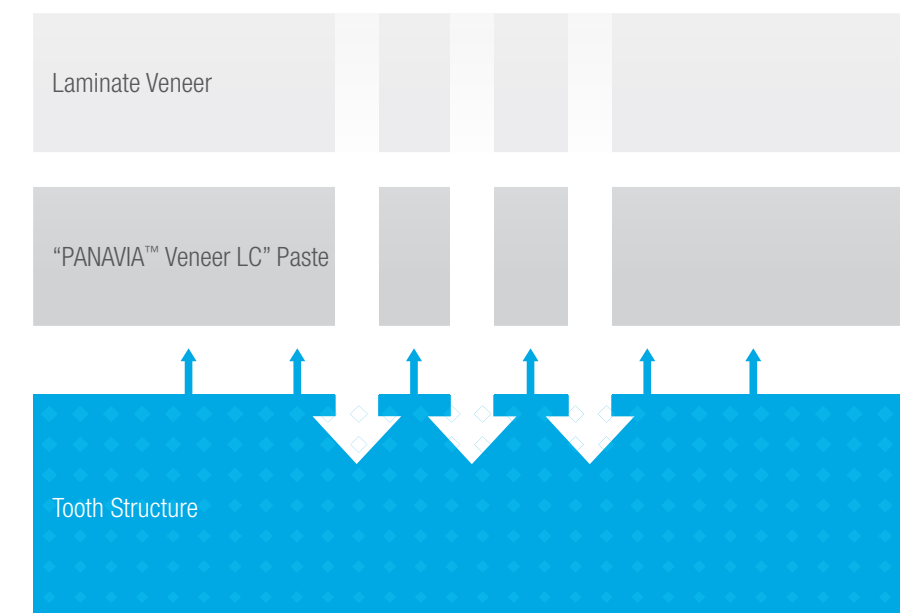 Laminate Veneer
“PANAVIA™ Veneer LC” Paste
Tooth Structure